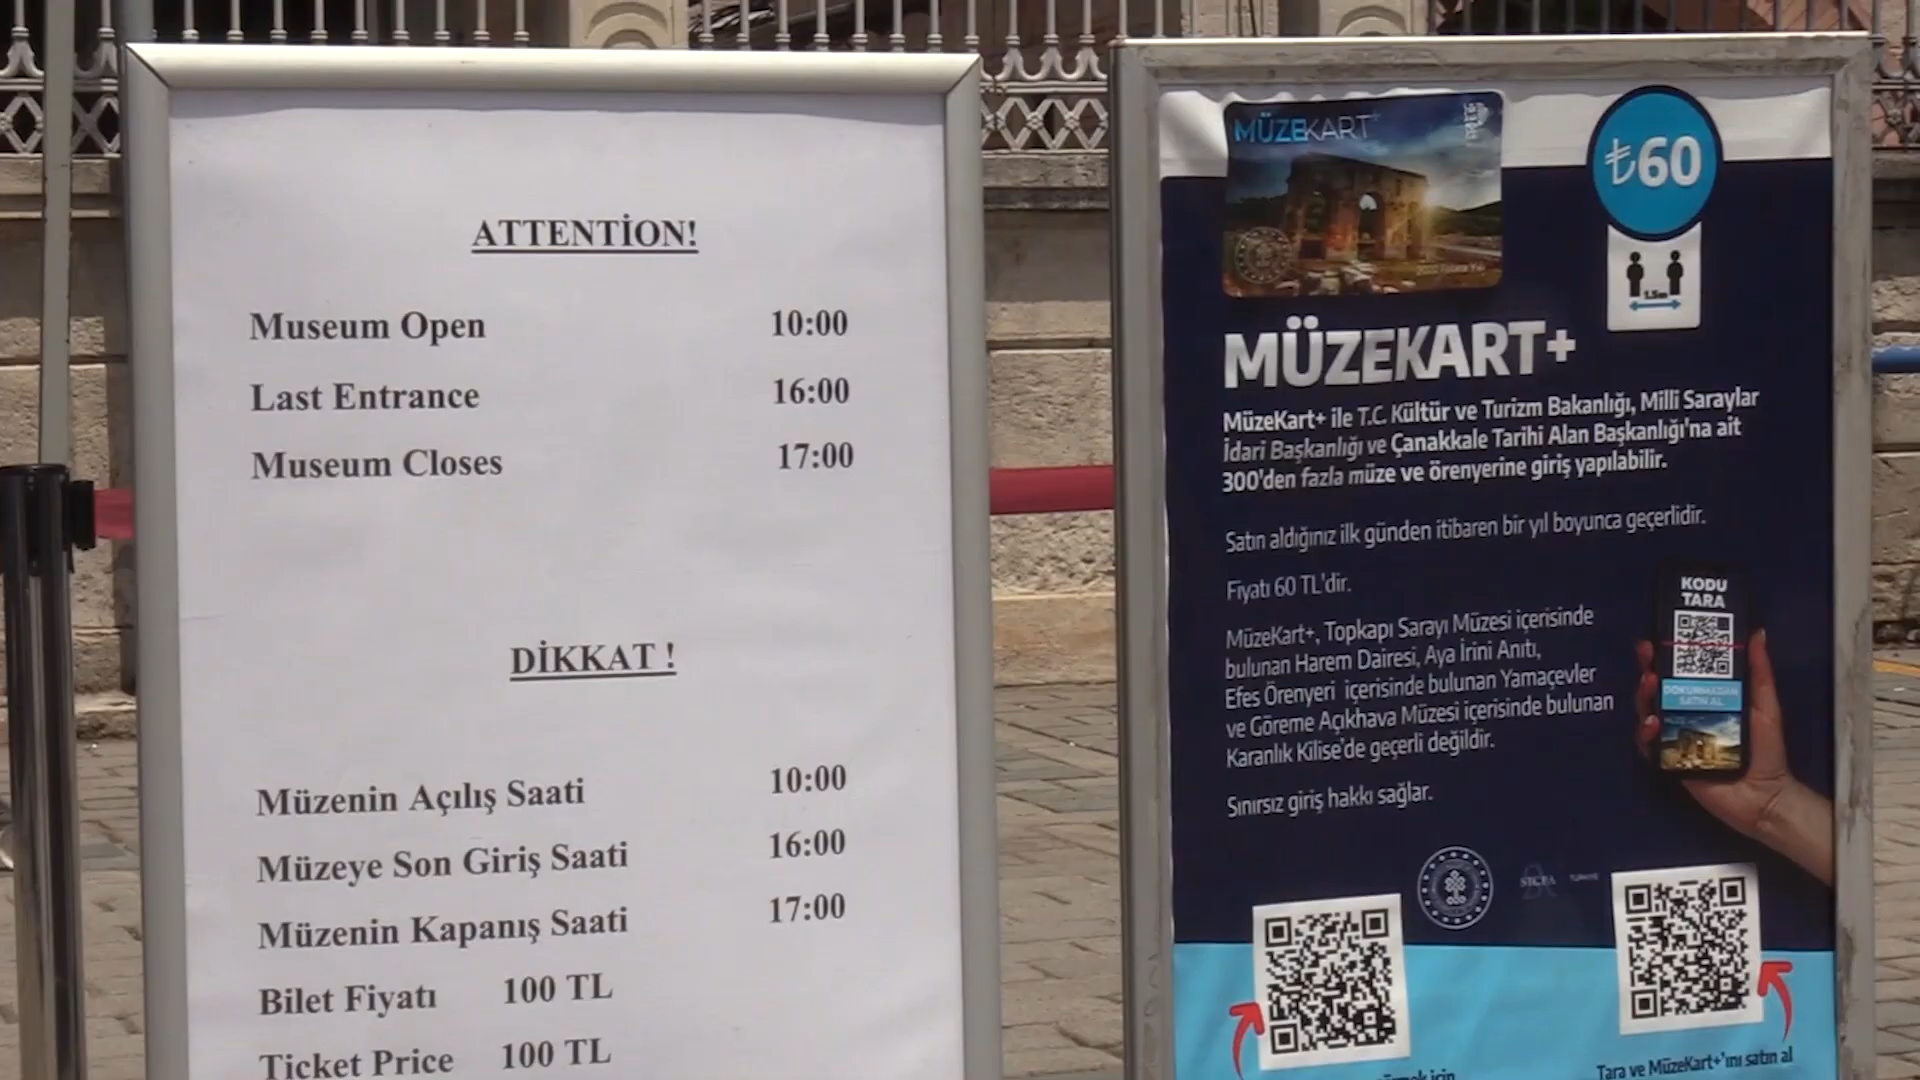 ATTENTİON!
Museum Open 10:00
Last Entrance 16:00
Museum Closes 17:00
DİKKAT !
Müzenin Açılış Saati 10:00
Müzeye Son Giriş Saati 16:00
Müzenin Kapanış Saati 17:00
Bilet Fiyatı 100 TL
Ticket Price 100 TL
MÜZEKART+
₺60
1.5m
MÜZEKART+
MüzeKart+ ile T.C. Kültür ve Turizm Bakanlığı, Milli Saraylar
İdari Başkanlığı ve Çanakkale Tarihi Alan Başkanlığı'na ait
300'den fazla müze ve örenyerine giriş yapılabilir.
Satın aldığınız ilk günden itibaren bir yıl boyunca geçerlidir.
Fiyatı 60 TL'dir.
MüzeKart+, Topkapı Sarayı Müzesi içerisinde
bulunan Harem Dairesi, Aya İrini Anıtı,
Efes Örenyeri içerisinde bulunan Yamaçevler
ve Göreme Açıkhava Müzesi içerisinde bulunan
Karanlık Kilise'de geçerli değildir.
Sınırsız giriş hakkı sağlar.
KODU
TARA
DOKUNMADAN
SATIN AL
için
Tara ve MüzeKart+'ını satın al